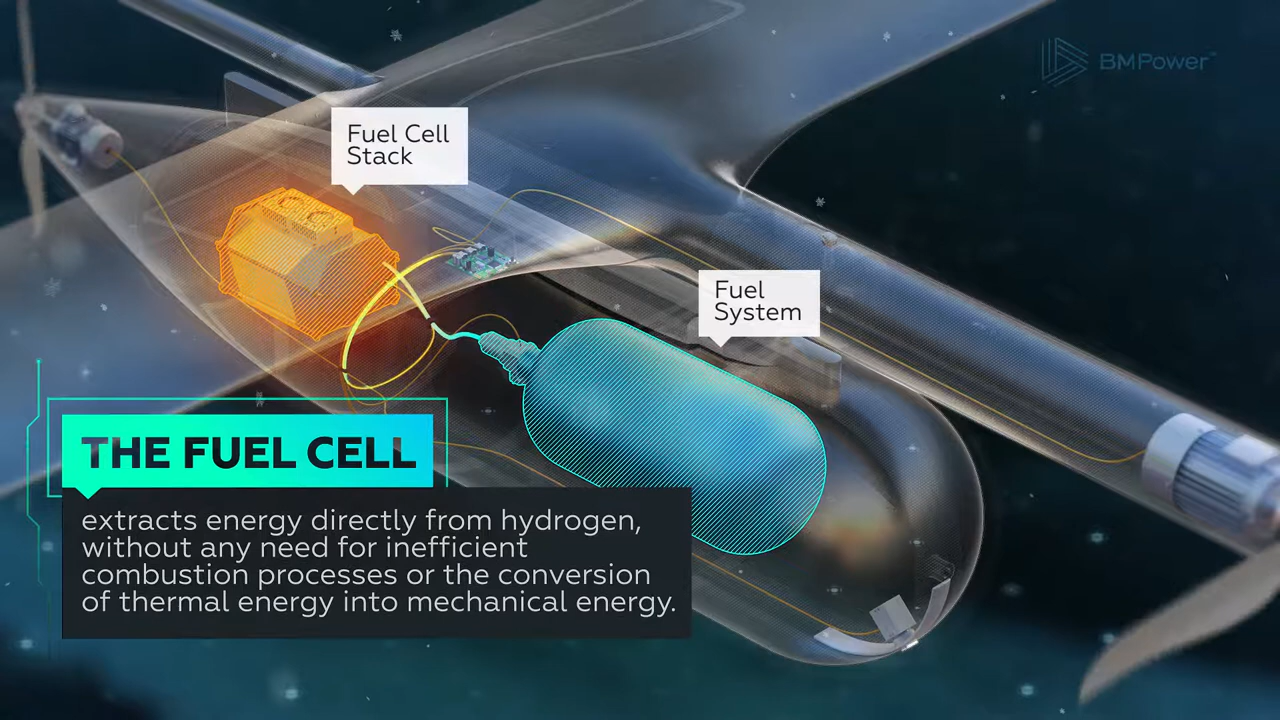 BMPower™
Fuel Cell
Stack
Fuel
System
THE FUEL CELL
extracts energy directly from hydrogen,
without any need for inefficient
combustion processes or the conversion
of thermal energy into mechanical energy.